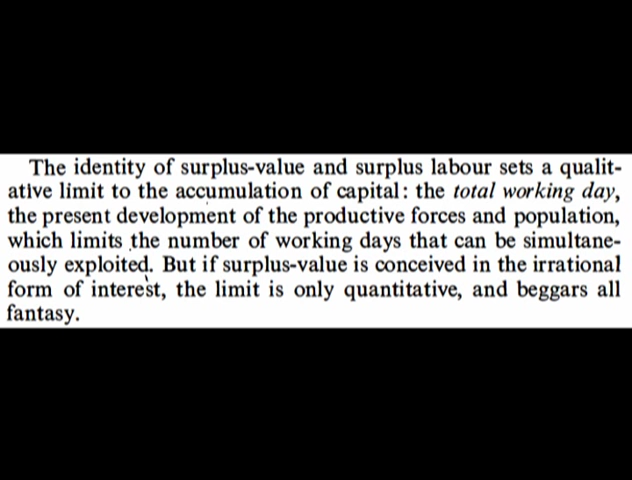 The identity of surplus-value and surplus labour sets a qualit-
ative limit to the accumulation of capital: the total working day,
the present development of the productive forces and population,
which limits the number of working days that can be simultane-
ously exploited. But if surplus-value is conceived in the irrational
form of interest, the limit is only quantitative, and beggars all
fantasy.